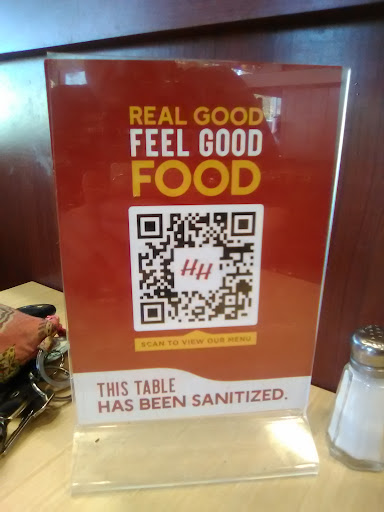 REAL GOOD
FEEL GOOD
FOOD
HH
SCAN TO VIEW OUR MENU
THIS TABLE
HAS BEEN SANITIZED.